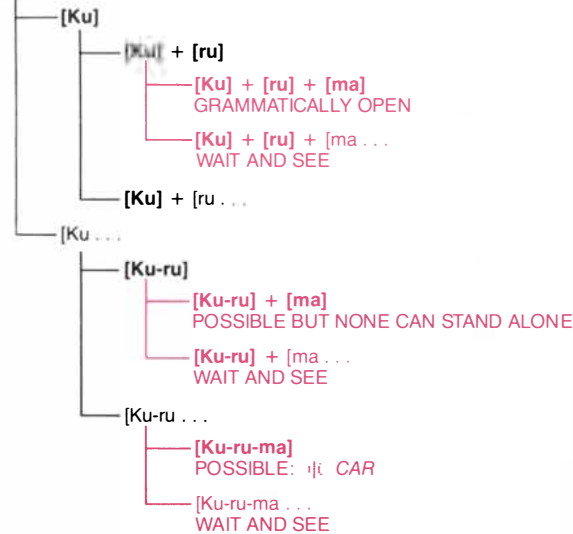 [Ku]
[Ku] + [ru]
[Ku] + [ru] + [ma]
GRAMMATICALLY OPEN
[Ku] + [ru] + [ma . . .
WAIT AND SEE
[Ku] + [ru . . .
[Ku . . .
[Ku-ru]
[Ku-ru] + [ma]
POSSIBLE BUT NONE CAN STAND ALONE
[Ku-ru] + [ma . . .
WAIT AND SEE
[Ku-ru . . .
[Ku-ru-ma]
POSSIBLE: CAR
[Ku-ru-ma . . .
WAIT AND SEE